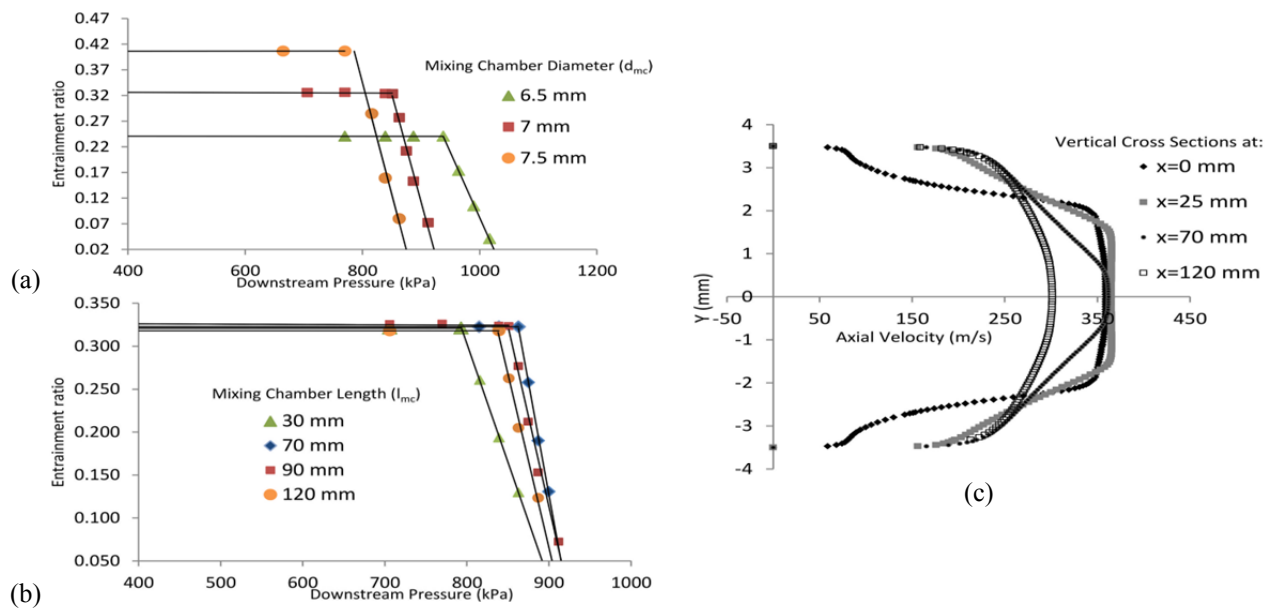 0.47
0.42
0.37
0.32
0.27
0.22
0.17
0.12
0.07
0.02
Entrainment ratio
400 600 800 1000 1200
Downstream Pressure (kPa)
Mixing Chamber Diameter (dmc)
6.5 mm
7 mm
7.5 mm
(a)
0.350
0.300
0.250
0.200
0.150
0.100
0.050
Entrainment ratio
400 500 600 700 800 900 1000
Downstream Pressure (kPa)
Mixing Chamber Length (lmc)
30 mm
70 mm
90 mm
120 mm
(b)
4
3
2
1
0
-1
-2
-3
-4
Y (mm)
-50 50 150 250 350 450
Axial Velocity (m/s)
Vertical Cross Sections at:
x=0 mm
x=25 mm
x=70 mm
x=120 mm
(c)